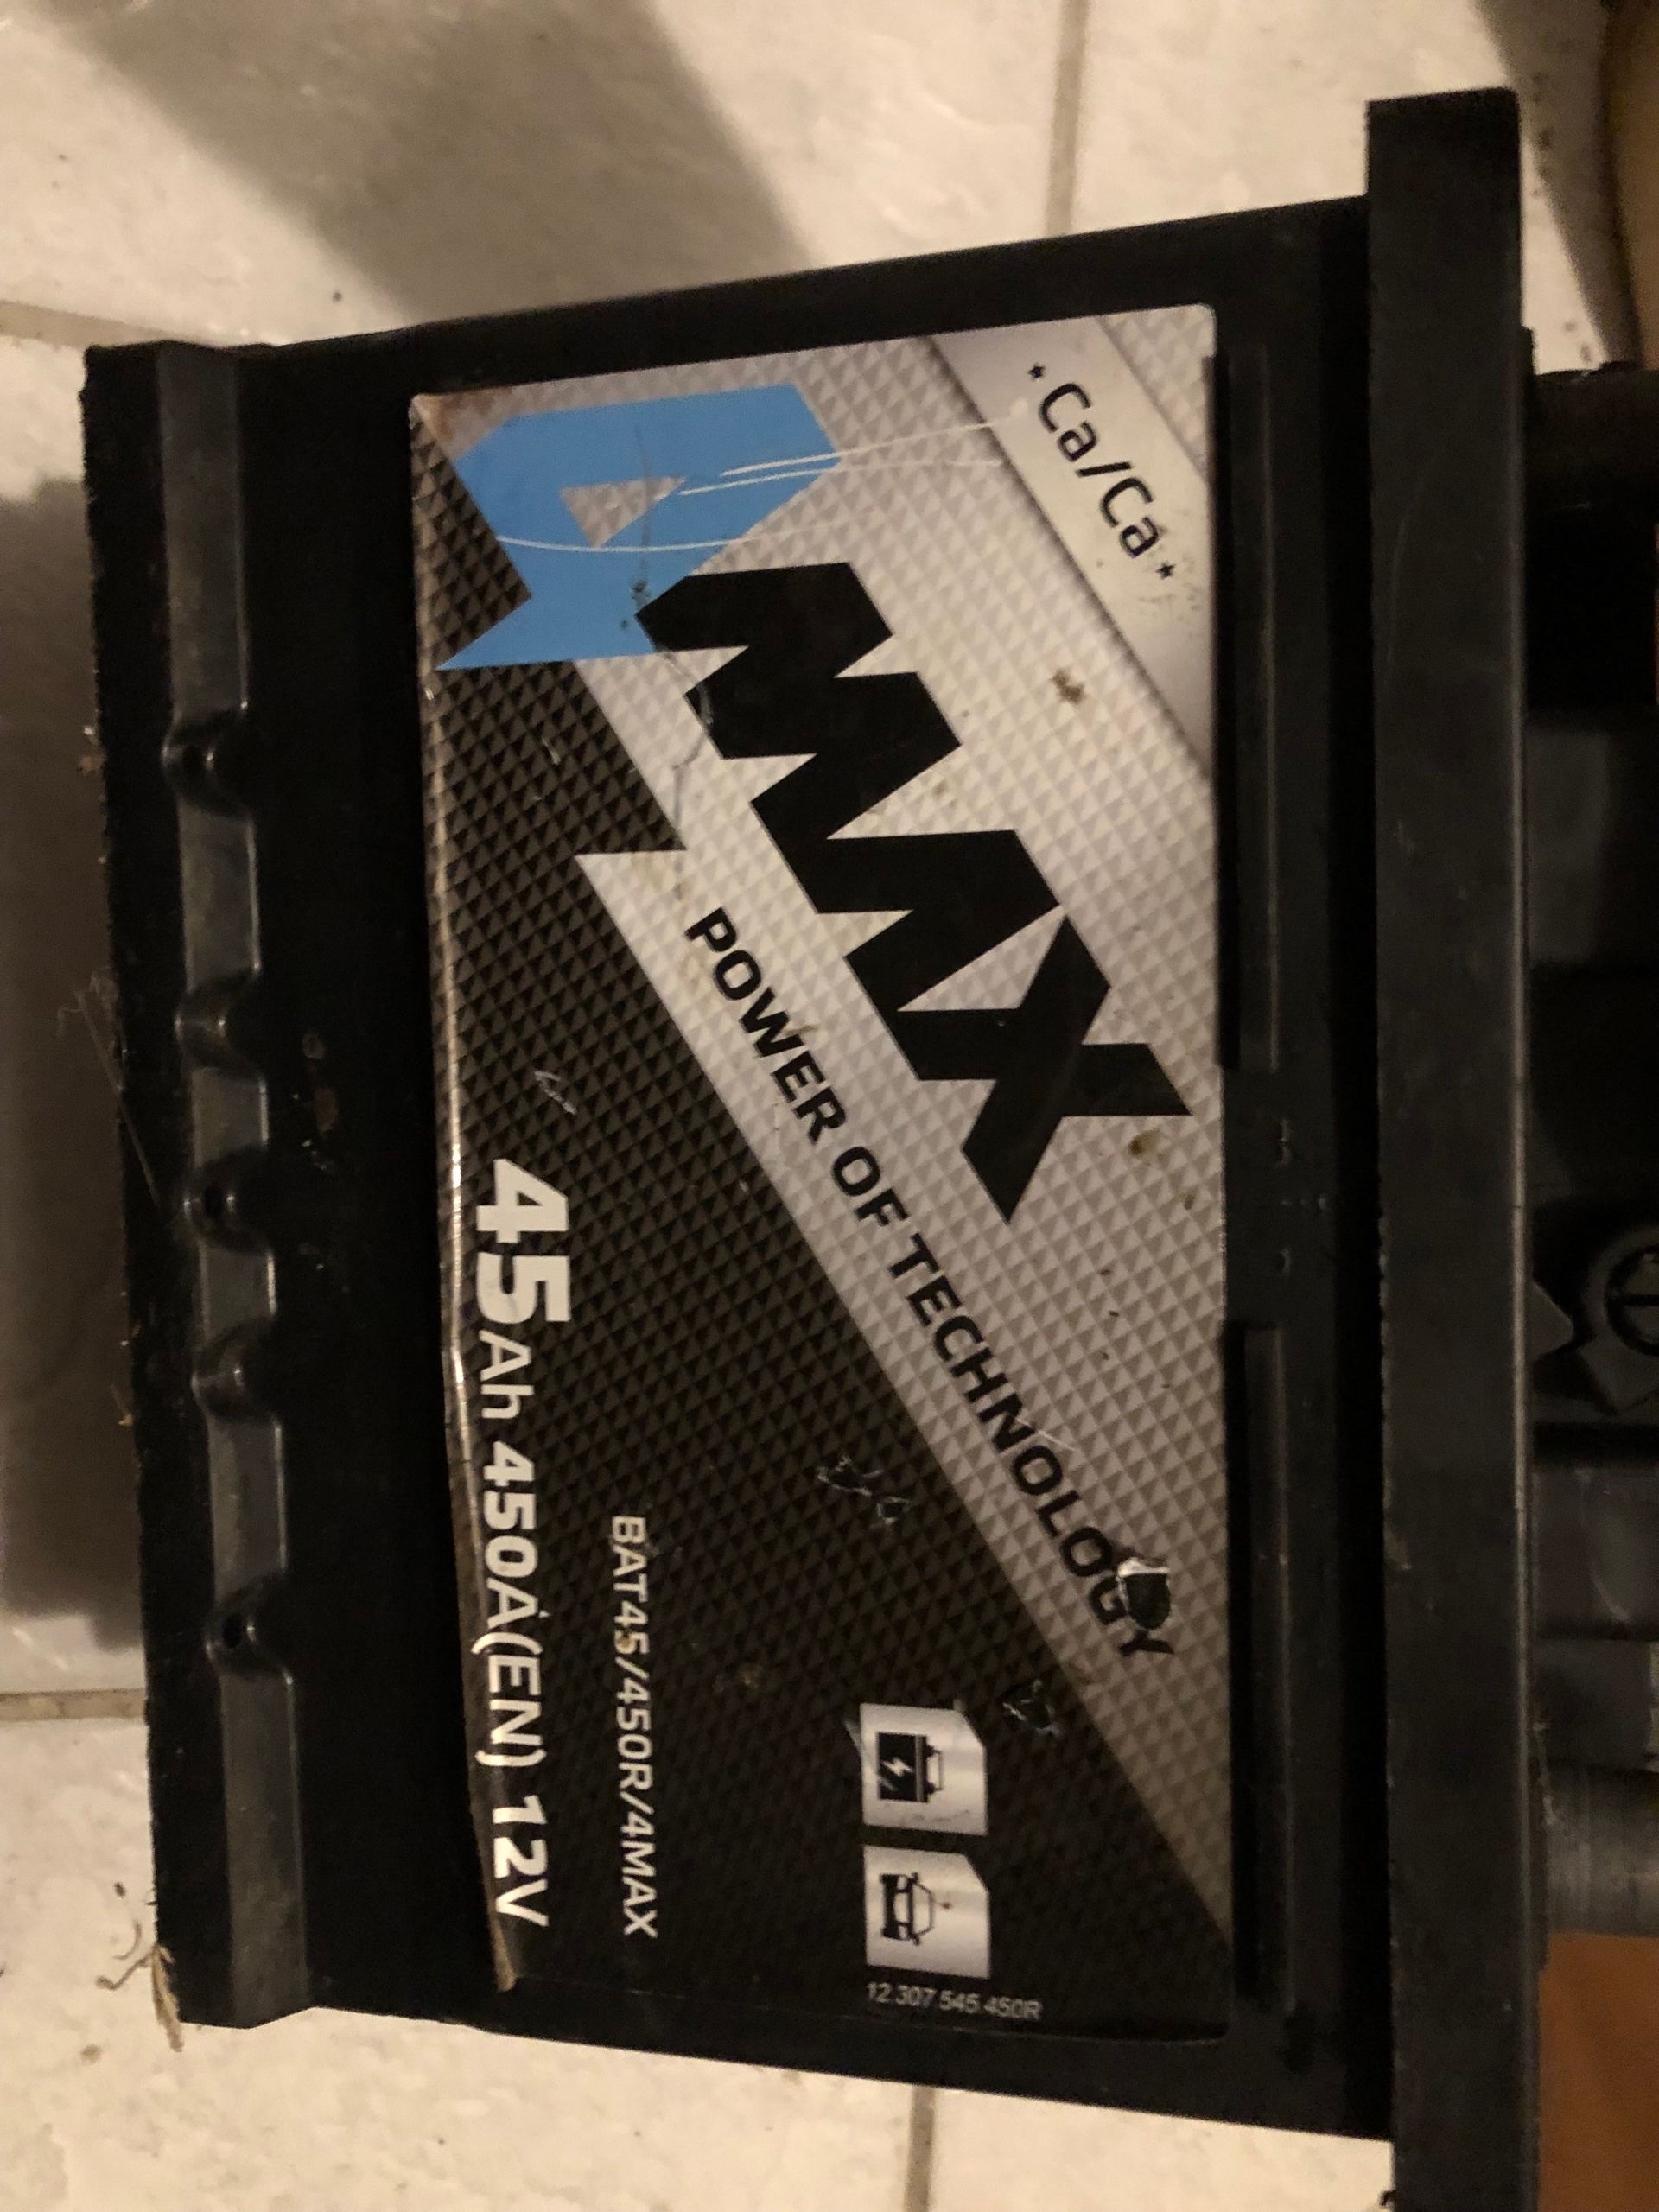 *Ca/Ca*
4MAX
POWER OF TECHNOLOGY
BAT45/450R/4MAX
45Ah 450A(EN) 12V
12.307 545.450R